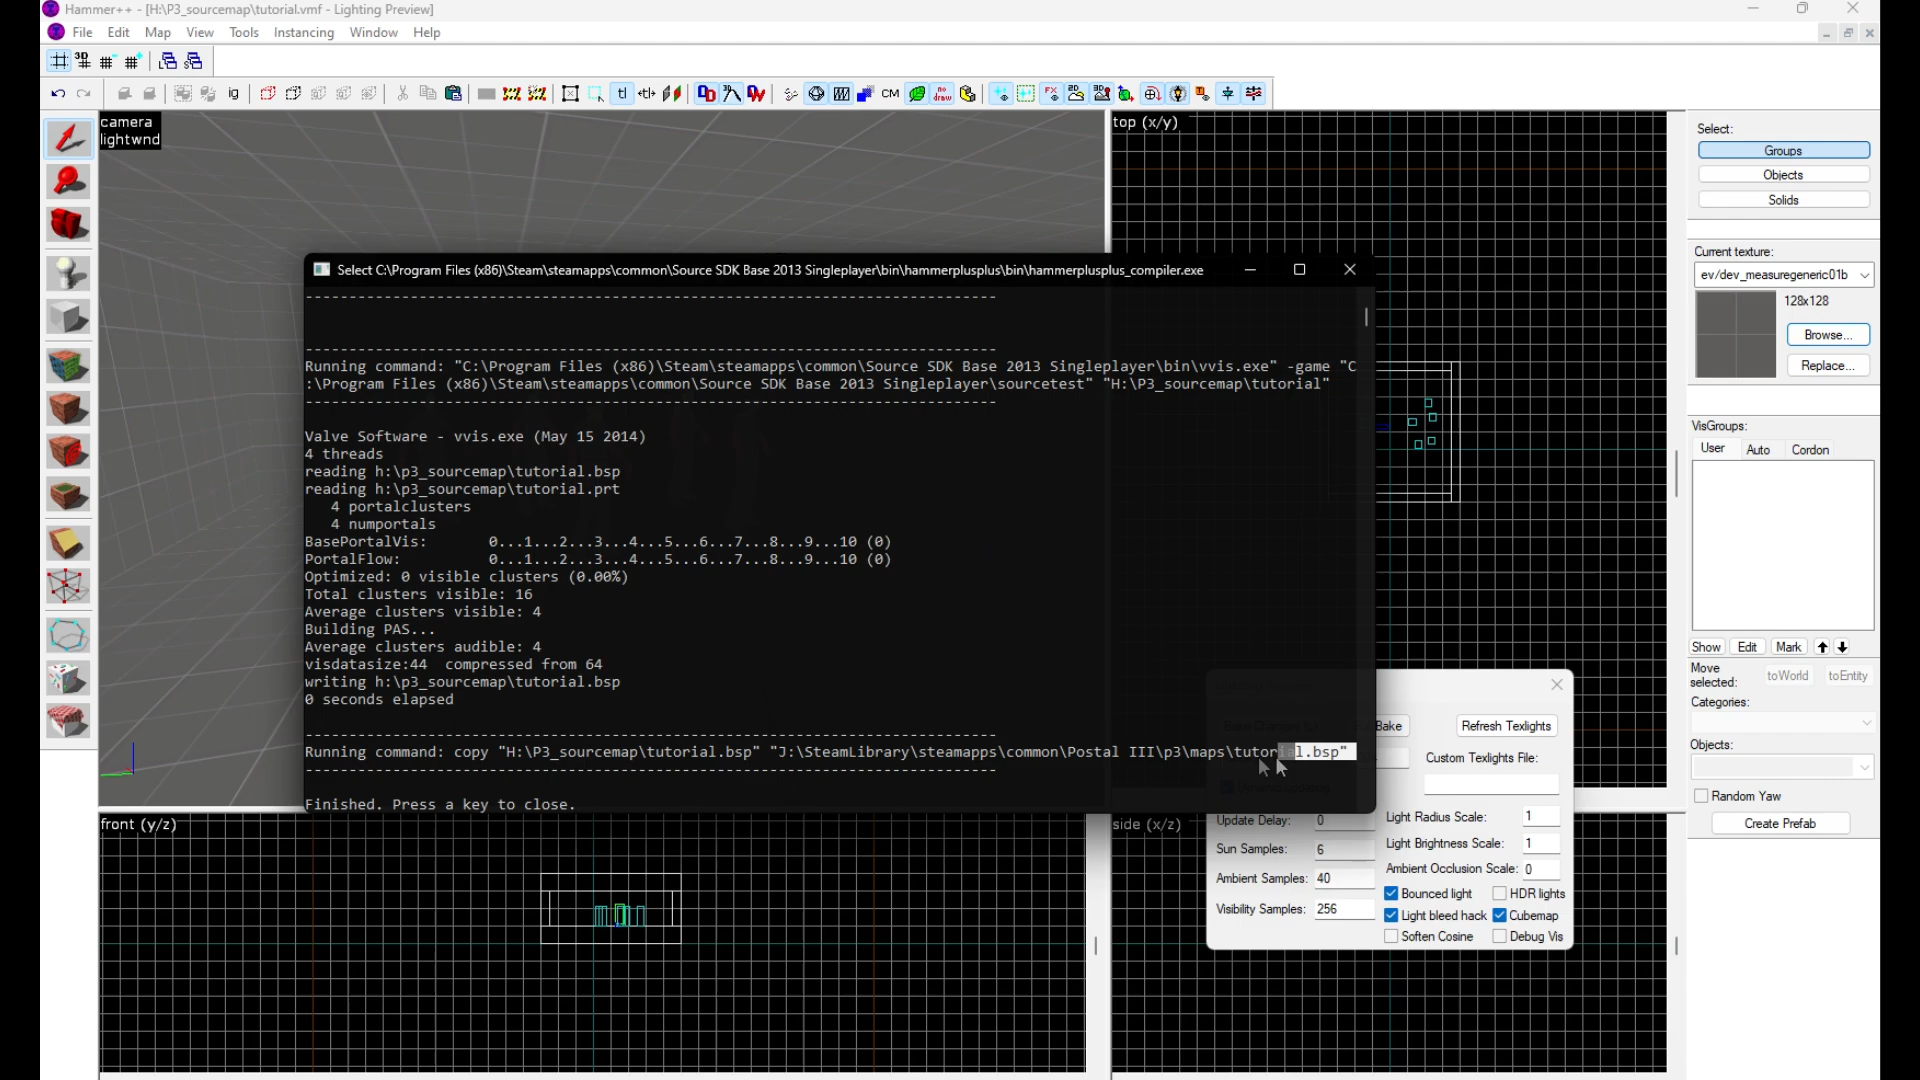 Hammer++ - [H:\P3_sourcemap\tutorial.vmf - Lighting Preview]
File Edit Map View Tools Instancing Window Help
3D
ig tl CM no draw FX 2D 3D
camera
lightwnd
top (x/y)
Select:
Groups
Objects
Solids
Current texture:
ev/dev_measuregeneric01b
128x128
Browse...
Replace...
Select C:\Program Files (x86)\Steam\steamapps\common\Source SDK Base 2013 Singleplayer\bin\hammerplusplus\bin\hammerplusplus_compiler.exe
Running command: "C:\Program Files (x86)\Steam\steamapps\common\Source SDK Base 2013 Singleplayer\bin\vvis.exe" -game "C
:\Program Files (x86)\Steam\steamapps\common\Source SDK Base 2013 Singleplayer\sourcetest" "H:\P3_sourcemap\tutorial"
Valve Software - vvis.exe (May 15 2014)
4 threads
reading h:\p3_sourcemap\tutorial.bsp
reading h:\p3_sourcemap\tutorial.prt
4 portalclusters
4 numportals
BasePortalVis: 0...1...2...3...4...5...6...7...8...9...10 (0)
PortalFlow: 0...1...2...3...4...5...6...7...8...9...10 (0)
Optimized: 0 visible clusters (0.00%)
Total clusters visible: 16
Average clusters visible: 4
Building PAS...
Average clusters audible: 4
visdatasize:44 compressed from 64
writing h:\p3_sourcemap\tutorial.bsp
0 seconds elapsed
Running command: copy "H:\P3_sourcemap\tutorial.bsp" "J:\SteamLibrary\steamapps\common\Postal III\p3\maps\tutorial.bsp"
Finished. Press a key to close.
VisGroups:
User Auto Cordon
Show Edit Mark
Move selected: toWorld toEntity
Categories:
Objects:
Random Yaw
Create Prefab
Bake Refresh Texlights
Custom Texlights File:
Update Delay: 0 Light Radius Scale: 1
Sun Samples: 6 Light Brightness Scale: 1
Ambient Samples: 40 Ambient Occlusion Scale: 0
Visibility Samples: 256 Bounced light HDR lights
Light bleed hack Cubemap
Soften Cosine Debug Vis
front (y/z)
side (x/z)